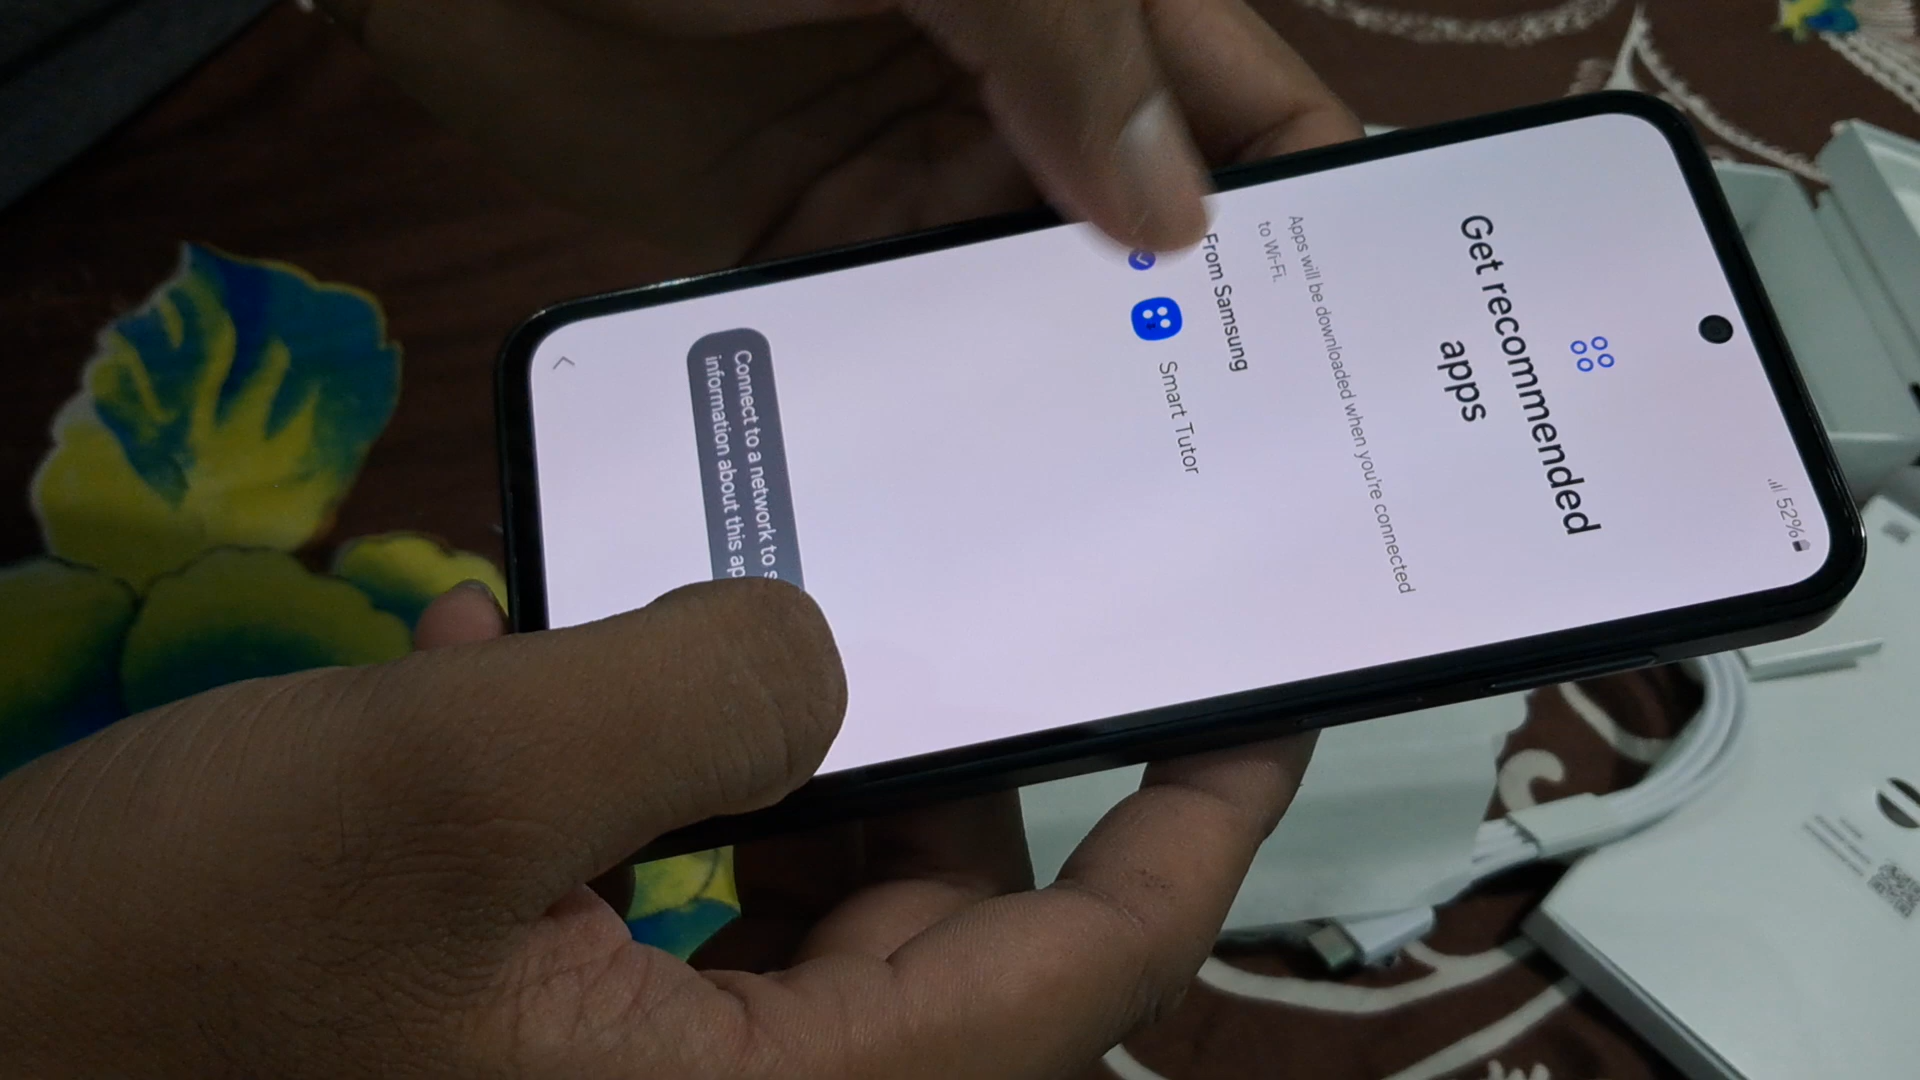 52%
Get recommended
apps
Apps will be downloaded when you're connected
to Wi-Fi.
From Samsung
Smart Tutor
Connect to a network to
information about this